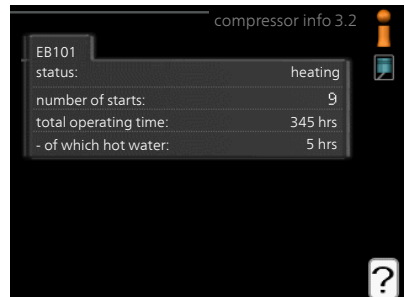 compressor info 3.2
EB101
status: heating
number of starts: 9
total operating time: 345 hrs
- of which hot water: 5 hrs
?